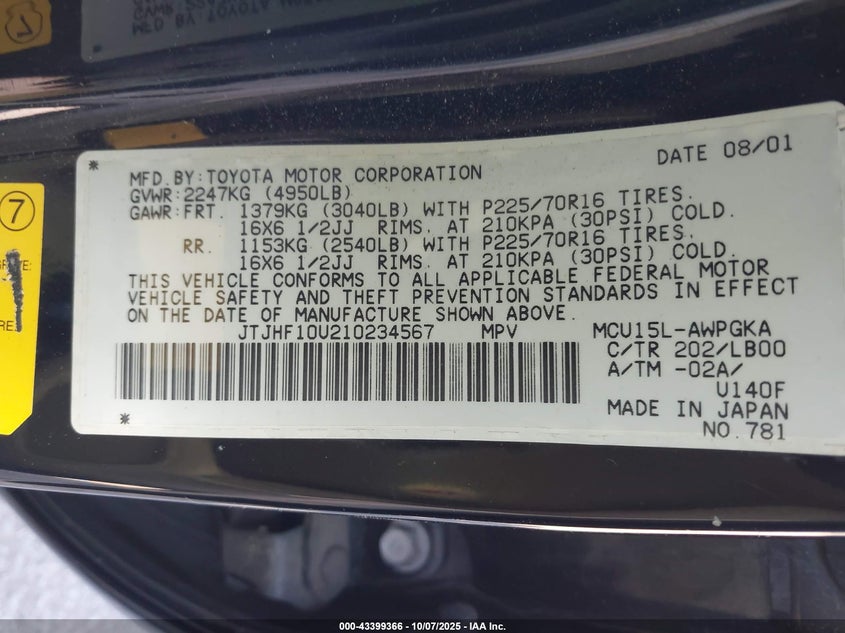 DATE 08/01
MFD.BY:TOYOTA MOTOR CORPORATION
GVWR:2247KG (4950LB)
GAWR:FRT. 1379KG (3040LB) WITH P225/70R16 TIRES.
16X6 1/2JJ RIMS. AT 210KPA (30PSI) COLD.
RR. 1153KG (2540LB) WITH P225/70R16 TIRES.
16X6 1/2JJ RIMS. AT 210KPA (30PSI) COLD.
THIS VEHICLE CONFORMS TO ALL APPLICABLE FEDERAL MOTOR
VEHICLE SAFETY AND THEFT PREVENTION STANDARDS IN EFFECT
ON THE DATE OF MANUFACTURE SHOWN ABOVE.
JTJHF10U210234567 MPV MCU15L-AWPGKA
C/TR 202/LB00
A/TM -02A/
U140F
MADE IN JAPAN
NO.781
7
000-43399366 - 10/07/2025 - IAA Inc.